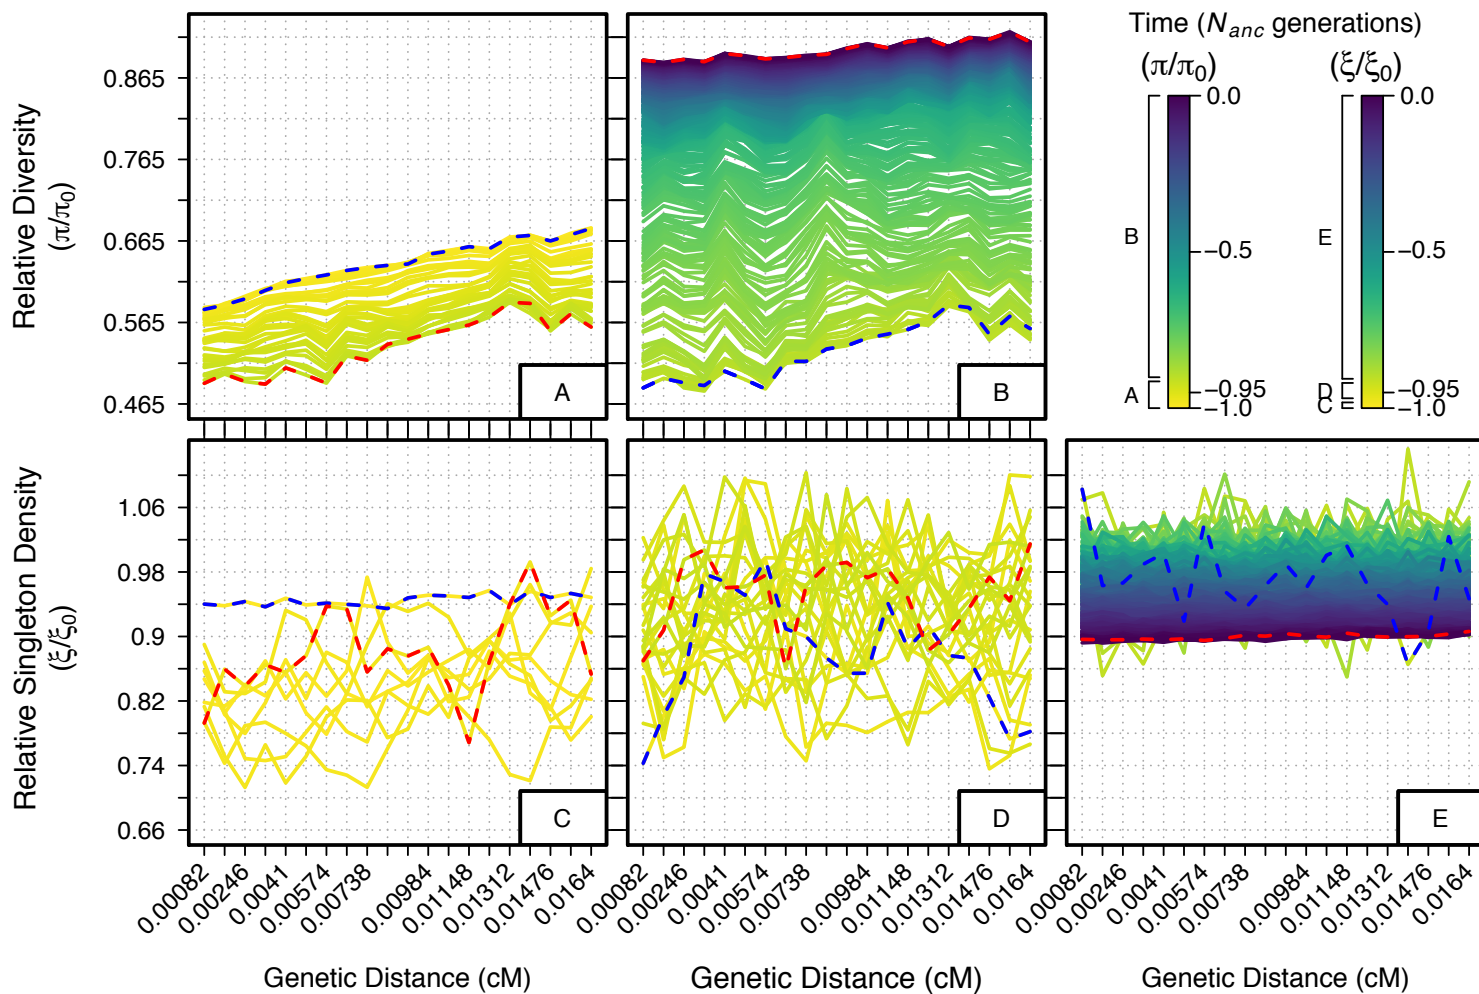 Time (N_anc generations)
(π/π₀)
(ξ/ξ₀)
0.0
−0.5
−0.95
−1.0
B
A
0.0
−0.5
−0.95
−1.0
E
D
C
Relative Diversity
(π/π₀)
0.865
0.765
0.665
0.565
0.465
A
B
Relative Singleton Density
(ξ/ξ₀)
1.06
0.98
0.9
0.82
0.74
0.66
C
D
E
0.00082
0.00246
0.0041
0.00574
0.00738
0.00984
0.01148
0.01312
0.01476
0.0164
0.00082
0.00246
0.0041
0.00574
0.00738
0.00984
0.01148
0.01312
0.01476
0.0164
0.00082
0.00246
0.0041
0.00574
0.00738
0.00984
0.01148
0.01312
0.01476
0.0164
Genetic Distance (cM)
Genetic Distance (cM)
Genetic Distance (cM)